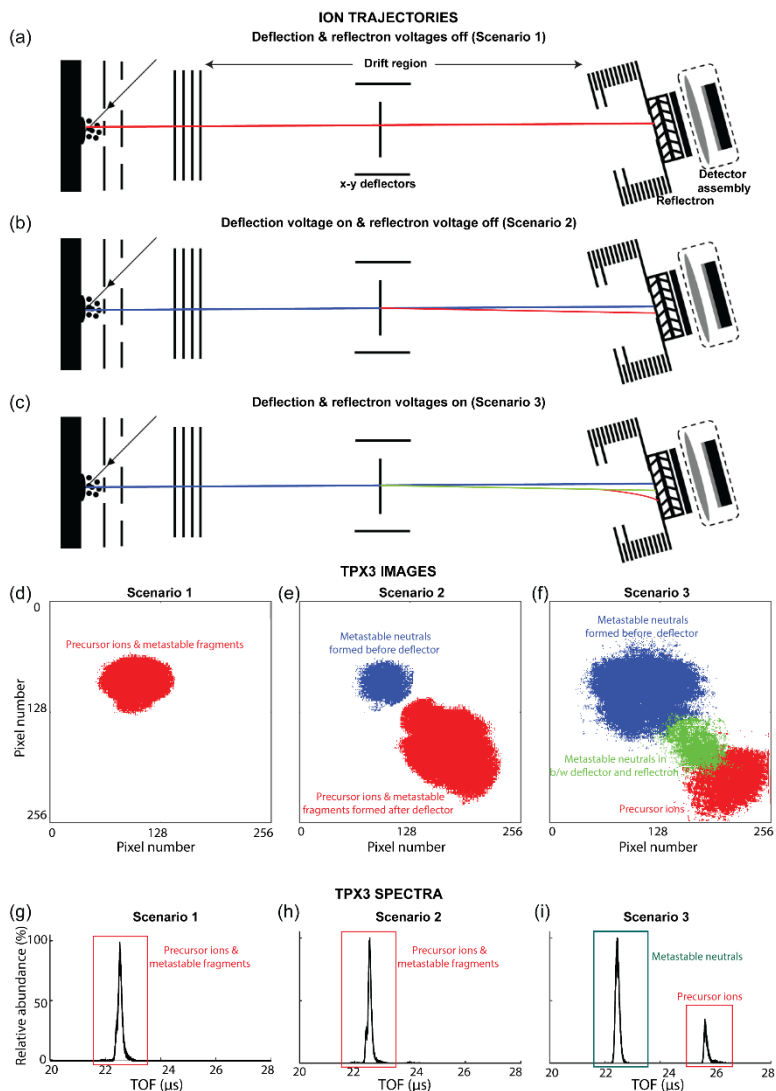 ION TRAJECTORIES
(a)
Deflection & reflectron voltages off (Scenario 1)
Drift region
x-y deflectors
Detector
assembly
Reflectron
(b)
Deflection voltage on & reflectron voltage off (Scenario 2)
(c)
Deflection & reflectron voltages on (Scenario 3)
TPX3 IMAGES
(d)
Scenario 1
(e)
Scenario 2
(f)
Scenario 3
0
Pixel number
128
256
Precursor ions & metastable fragments
0
128
256
Pixel number
Metastable neutrals
formed before deflector
Precursor ions & metastable
fragments formed after deflector
0
128
256
Pixel number
Metastable neutrals
formed before deflector
Metastable neutrals in
b/w deflector and reflectron
Precursor ions
0
128
256
Pixel number
TPX3 SPECTRA
(g)
Scenario 1
(h)
Scenario 2
(i)
Scenario 3
Relative abundance (%)
100
50
0
Precursor ions &
metastable fragments
20
22
24
26
28
TOF (µs)
Precursor ions &
metastable fragments
20
22
24
26
28
TOF (µs)
Metastable neutrals
Precursor ions
20
22
24
26
28
TOF (µs)